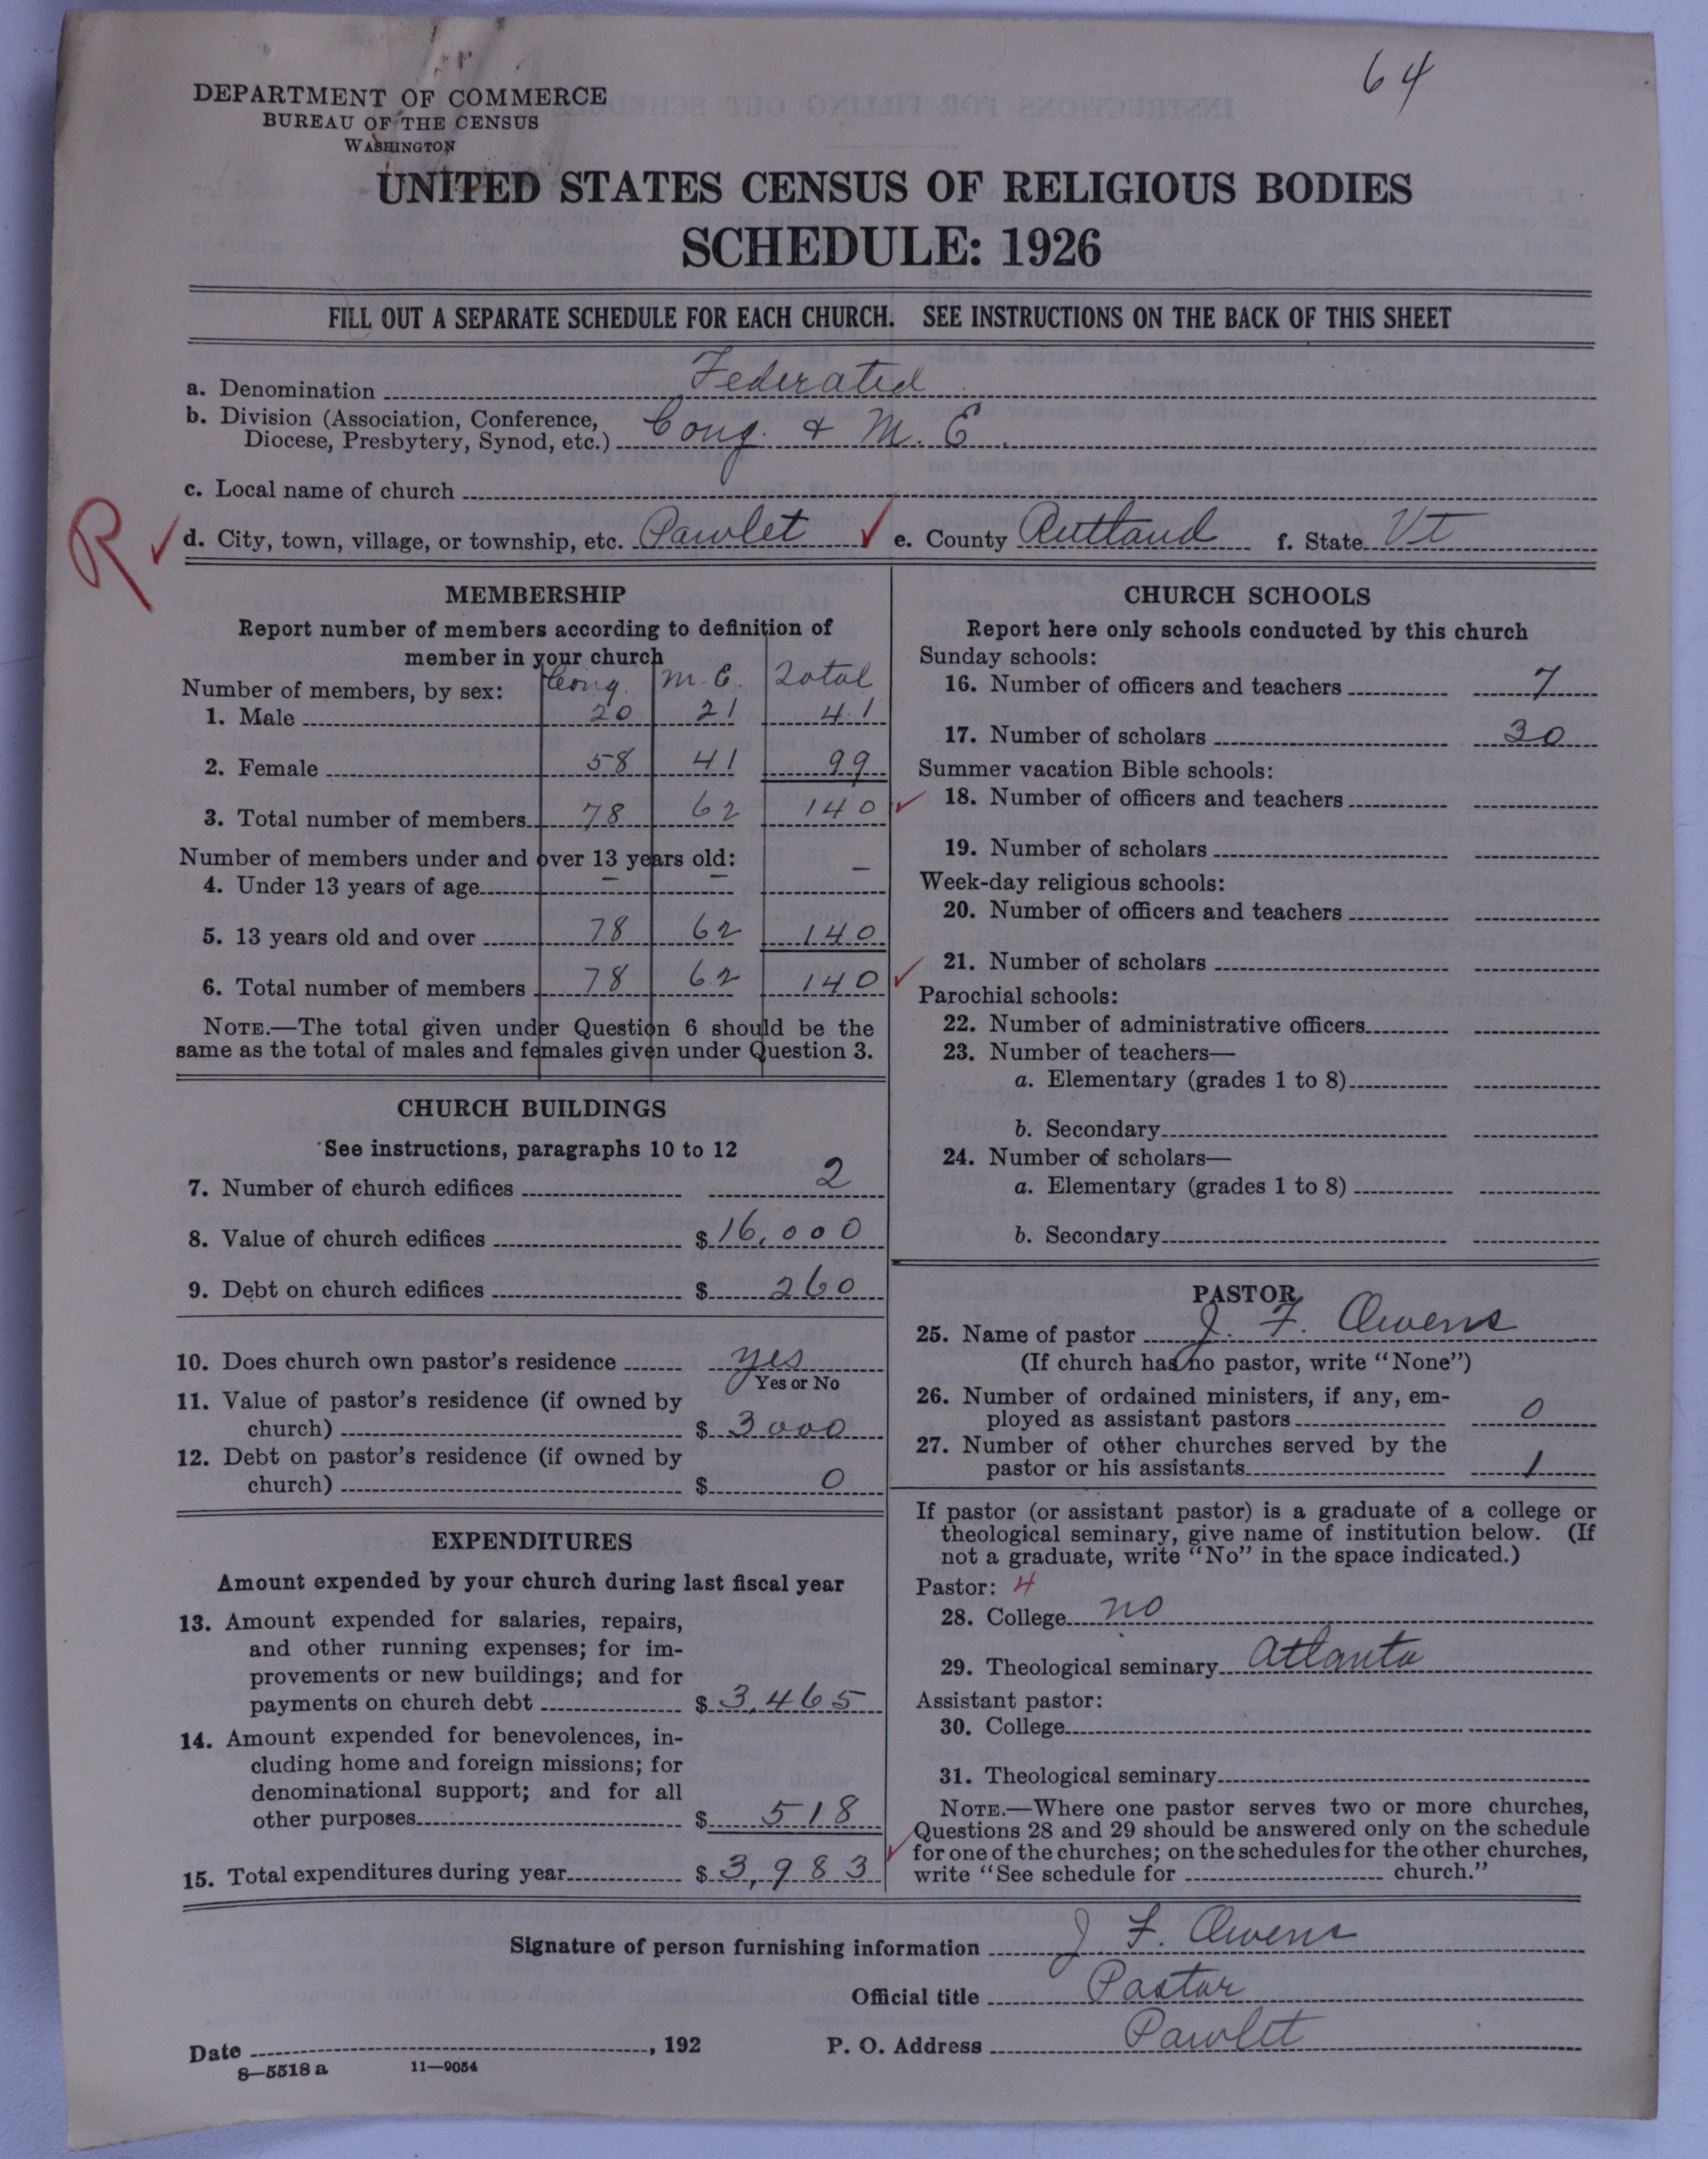 64
DEPARTMENT OF COMMERCE
BUREAU OF THE CENSUS
WASHINGTON
UNITED STATES CENSUS OF RELIGIOUS BODIES
SCHEDULE: 1926
FILL OUT A SEPARATE SCHEDULE FOR EACH CHURCH. SEE INSTRUCTIONS ON THE BACK OF THIS SHEET
a. Denomination Federated
b. Division (Association, Conference,
Diocese, Presbytery, Synod, etc.) Cong. & M. E.
c. Local name of church
R d. City, town, village, or township, etc. Pawlet e. County Rutland f. State Vt
MEMBERSHIP
Report number of members according to definition of
member in your church
Number of members, by sex: Cong. M. E. Total
1. Male 20 21 41
2. Female 58 41 99
3. Total number of members 78 62 140
Number of members under and over 13 years old:
4. Under 13 years of age – – –
5. 13 years old and over 78 62 140
6. Total number of members 78 62 140
NOTE.—The total given under Question 6 should be the
same as the total of males and females given under Question 3.
CHURCH BUILDINGS
See instructions, paragraphs 10 to 12
7. Number of church edifices 2
8. Value of church edifices $16,000
9. Debt on church edifices $ 260
10. Does church own pastor's residence yes
Yes or No
11. Value of pastor's residence (if owned by
church) $ 3000
12. Debt on pastor's residence (if owned by
church) $ 0
EXPENDITURES
Amount expended by your church during last fiscal year
13. Amount expended for salaries, repairs,
and other running expenses; for im-
provements or new buildings; and for
payments on church debt $ 3,465
14. Amount expended for benevolences, in-
cluding home and foreign missions; for
denominational support; and for all
other purposes $ 518
15. Total expenditures during year $ 3,983
CHURCH SCHOOLS
Report here only schools conducted by this church
Sunday schools:
16. Number of officers and teachers 7
17. Number of scholars 30
Summer vacation Bible schools:
18. Number of officers and teachers
19. Number of scholars
Week-day religious schools:
20. Number of officers and teachers
21. Number of scholars
Parochial schools:
22. Number of administrative officers
23. Number of teachers—
a. Elementary (grades 1 to 8)
b. Secondary
24. Number of scholars—
a. Elementary (grades 1 to 8)
b. Secondary
PASTOR
25. Name of pastor J. F. Owens
(If church has no pastor, write "None")
26. Number of ordained ministers, if any, em-
ployed as assistant pastors 0
27. Number of other churches served by the
pastor or his assistants 1
If pastor (or assistant pastor) is a graduate of a college or
theological seminary, give name of institution below. (If
not a graduate, write "No" in the space indicated.)
Pastor: 4
28. College no
29. Theological seminary Atlanta
Assistant pastor:
30. College
31. Theological seminary
NOTE.—Where one pastor serves two or more churches,
Questions 28 and 29 should be answered only on the schedule
for one of the churches; on the schedules for the other churches,
write "See schedule for church."
Signature of person furnishing information J F. Owens
Official title Pastor
Date , 192 P. O. Address Pawlet
8—5518 a 11—9054